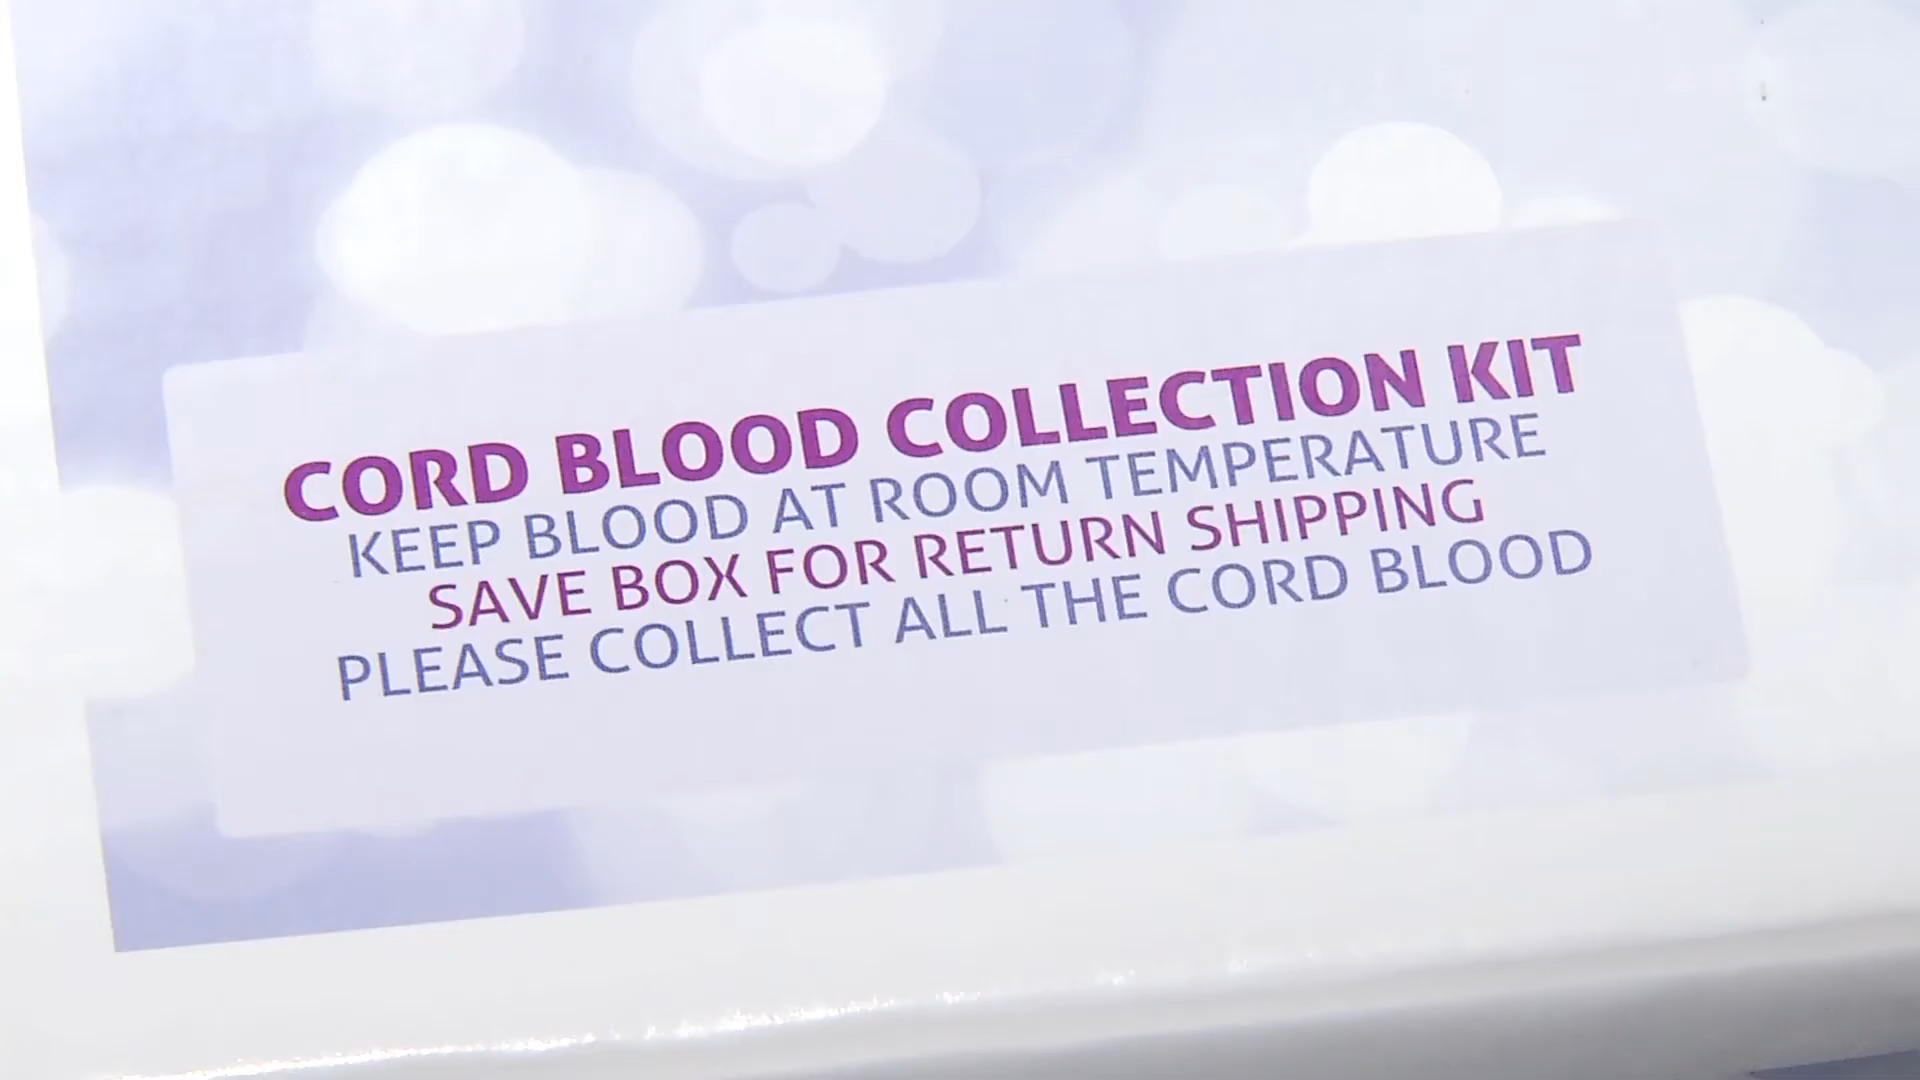 CORD BLOOD COLLECTION KIT
KEEP BLOOD AT ROOM TEMPERATURE
SAVE BOX FOR RETURN SHIPPING
PLEASE COLLECT ALL THE CORD BLOOD